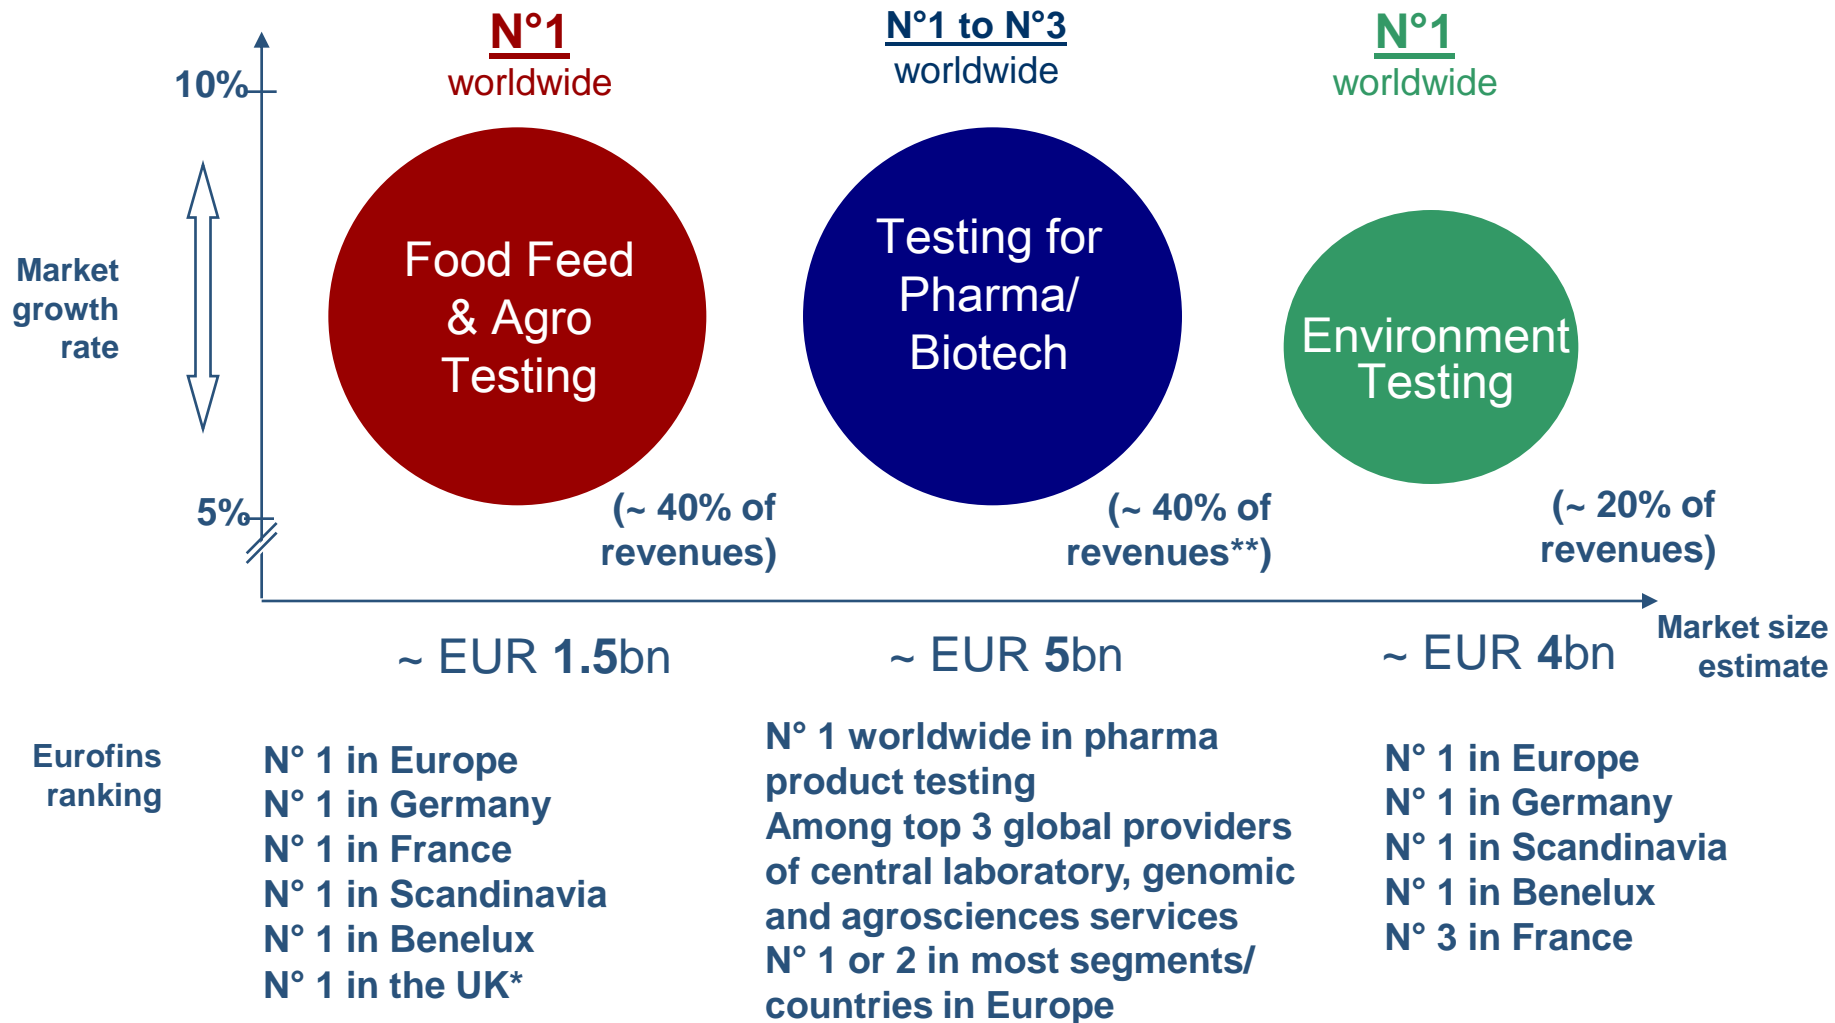 N°1
worldwide
N°1 to N°3
worldwide
N°1
worldwide
10%
Market
growth
rate
5%
Food Feed
& Agro
Testing
Testing for
Pharma/
Biotech
Environment
Testing
(~ 40% of
revenues)
(~ 40% of
revenues**)
(~ 20% of
revenues)
~ EUR 1.5bn
~ EUR 5bn
~ EUR 4bn
Market size
estimate
Eurofins
ranking
N° 1 in Europe
N° 1 in Germany
N° 1 in France
N° 1 in Scandinavia
N° 1 in Benelux
N° 1 in the UK*
N° 1 worldwide in pharma
product testing
Among top 3 global providers
of central laboratory, genomic
and agrosciences services
N° 1 or 2 in most segments/
countries in Europe
N° 1 in Europe
N° 1 in Germany
N° 1 in Scandinavia
N° 1 in Benelux
N° 3 in France